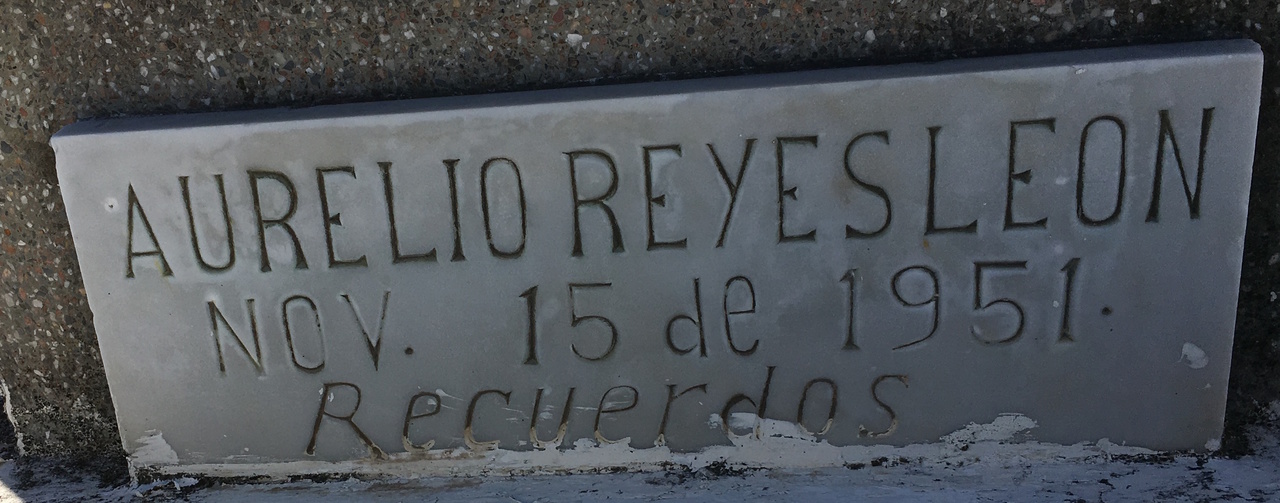 AURELIO REYES LEON
NOV. 15 de 1951.
Recuerdos